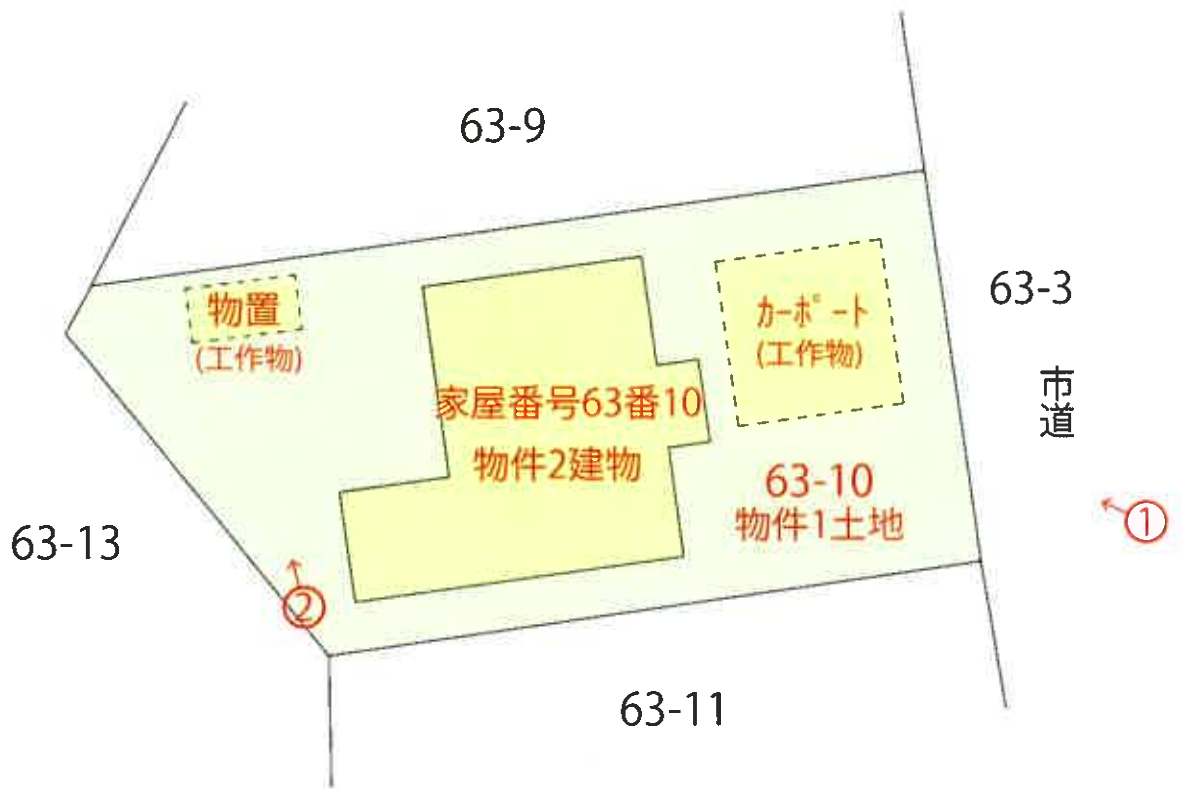 63-9
63-3
物置
(工作物)
カーポート
(工作物)
市道
家屋番号63番10
物件2建物
63-10
物件1土地
①
63-13
②
63-11